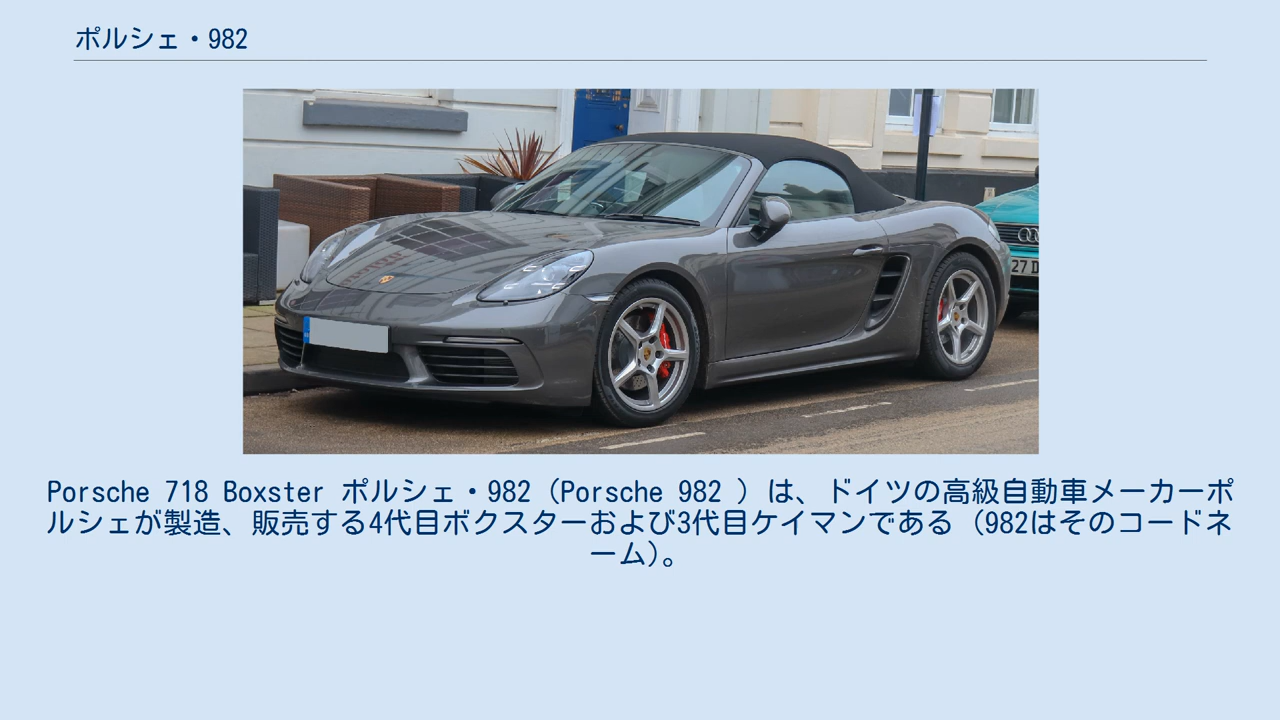 ポルシェ・982
27 D
Porsche 718 Boxster ポルシェ・982（Porsche 982 ）は、ドイツの高級自動車メーカーポ
ルシェが製造、販売する4代目ボクスターおよび3代目ケイマンである（982はそのコードネ
ーム）。